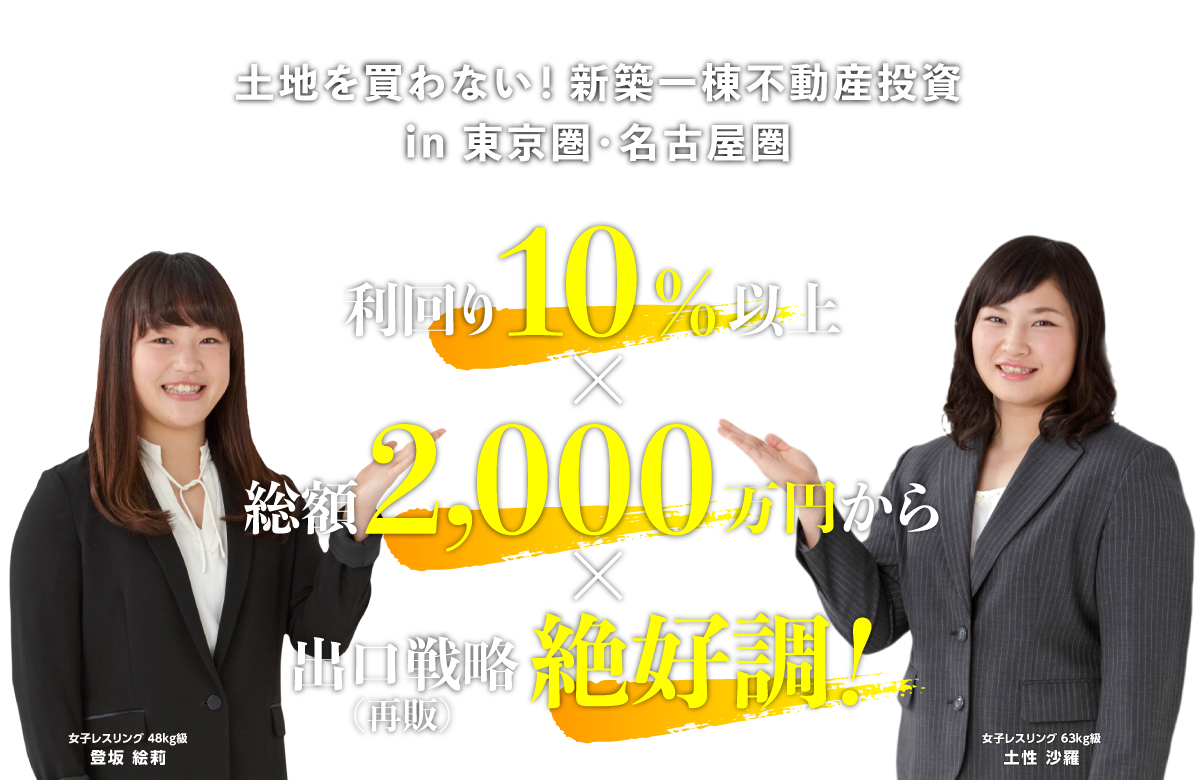 土地を買わない！新築一棟不動産投資
in 東京圏・名古屋圏
利回り10％以上
×
総額2,000万円から
×
出口戦略 絶好調！
（再販）
女子レスリング 48kg級
登坂 絵莉
女子レスリング 63kg級
土性 沙羅